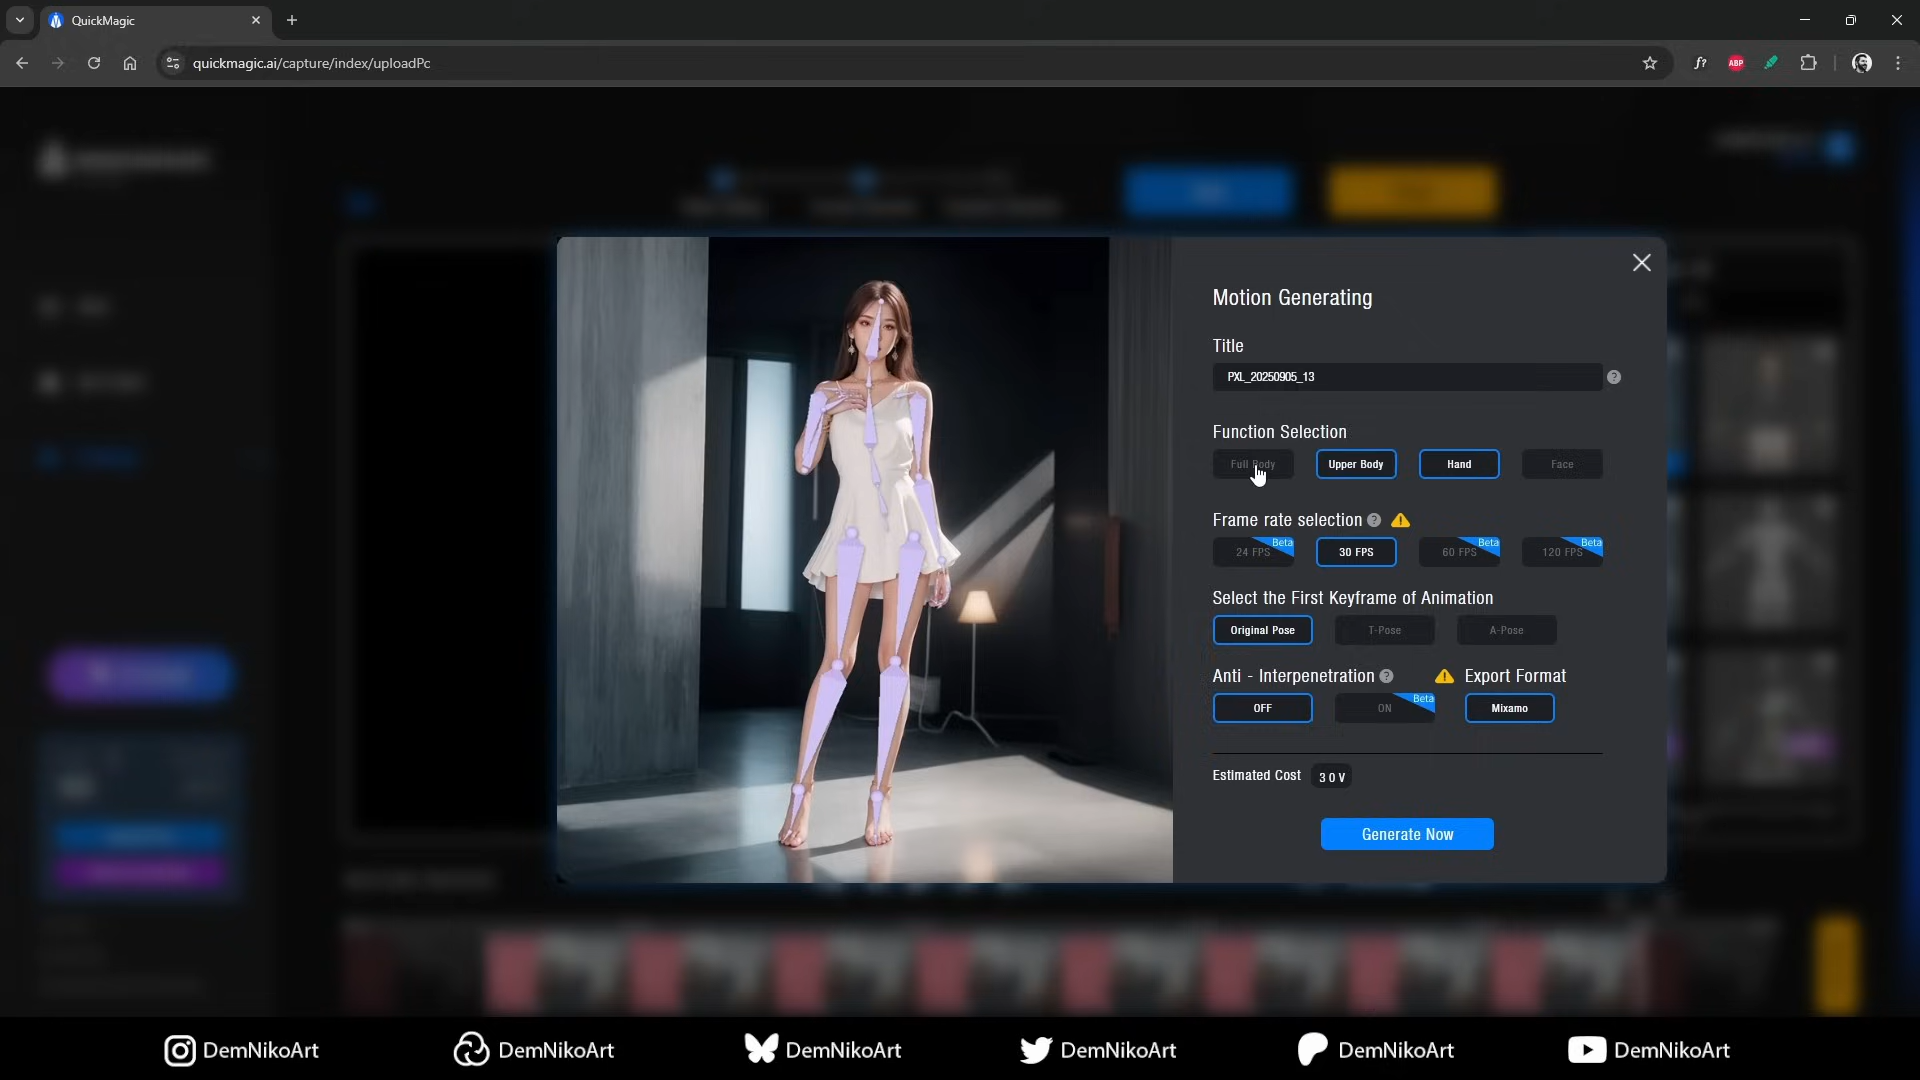 QuickMagic
quickmagic.ai/capture/index/uploadPc
f?
ABP
Motion Generating
Title
PXL_20250905_13
Function Selection
Full Body Upper Body Hand Face
Frame rate selection
24 FPS Beta 30 FPS 60 FPS Beta 120 FPS Beta
Select the First Keyframe of Animation
Original Pose T-Pose A-Pose
Anti - Interpenetration Export Format
OFF ON Beta Mixamo
Estimated Cost 30V
Generate Now
DemNikoArt DemNikoArt DemNikoArt DemNikoArt DemNikoArt DemNikoArt